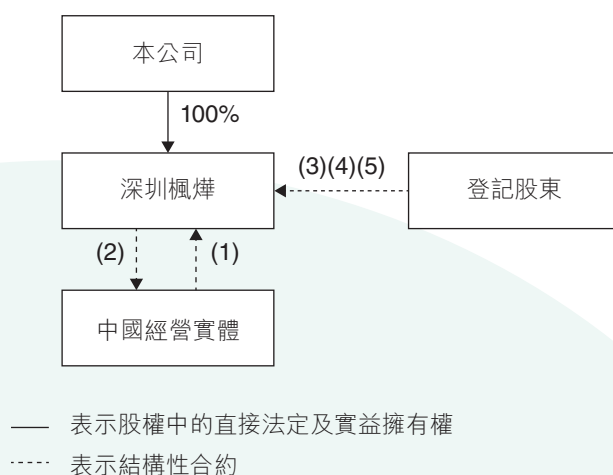 本公司
100%
深圳楓燁
(3)(4)(5)
登記股東
(2)
(1)
中國經營實體
表示股權中的直接法定及實益擁有權
表示結構性合約